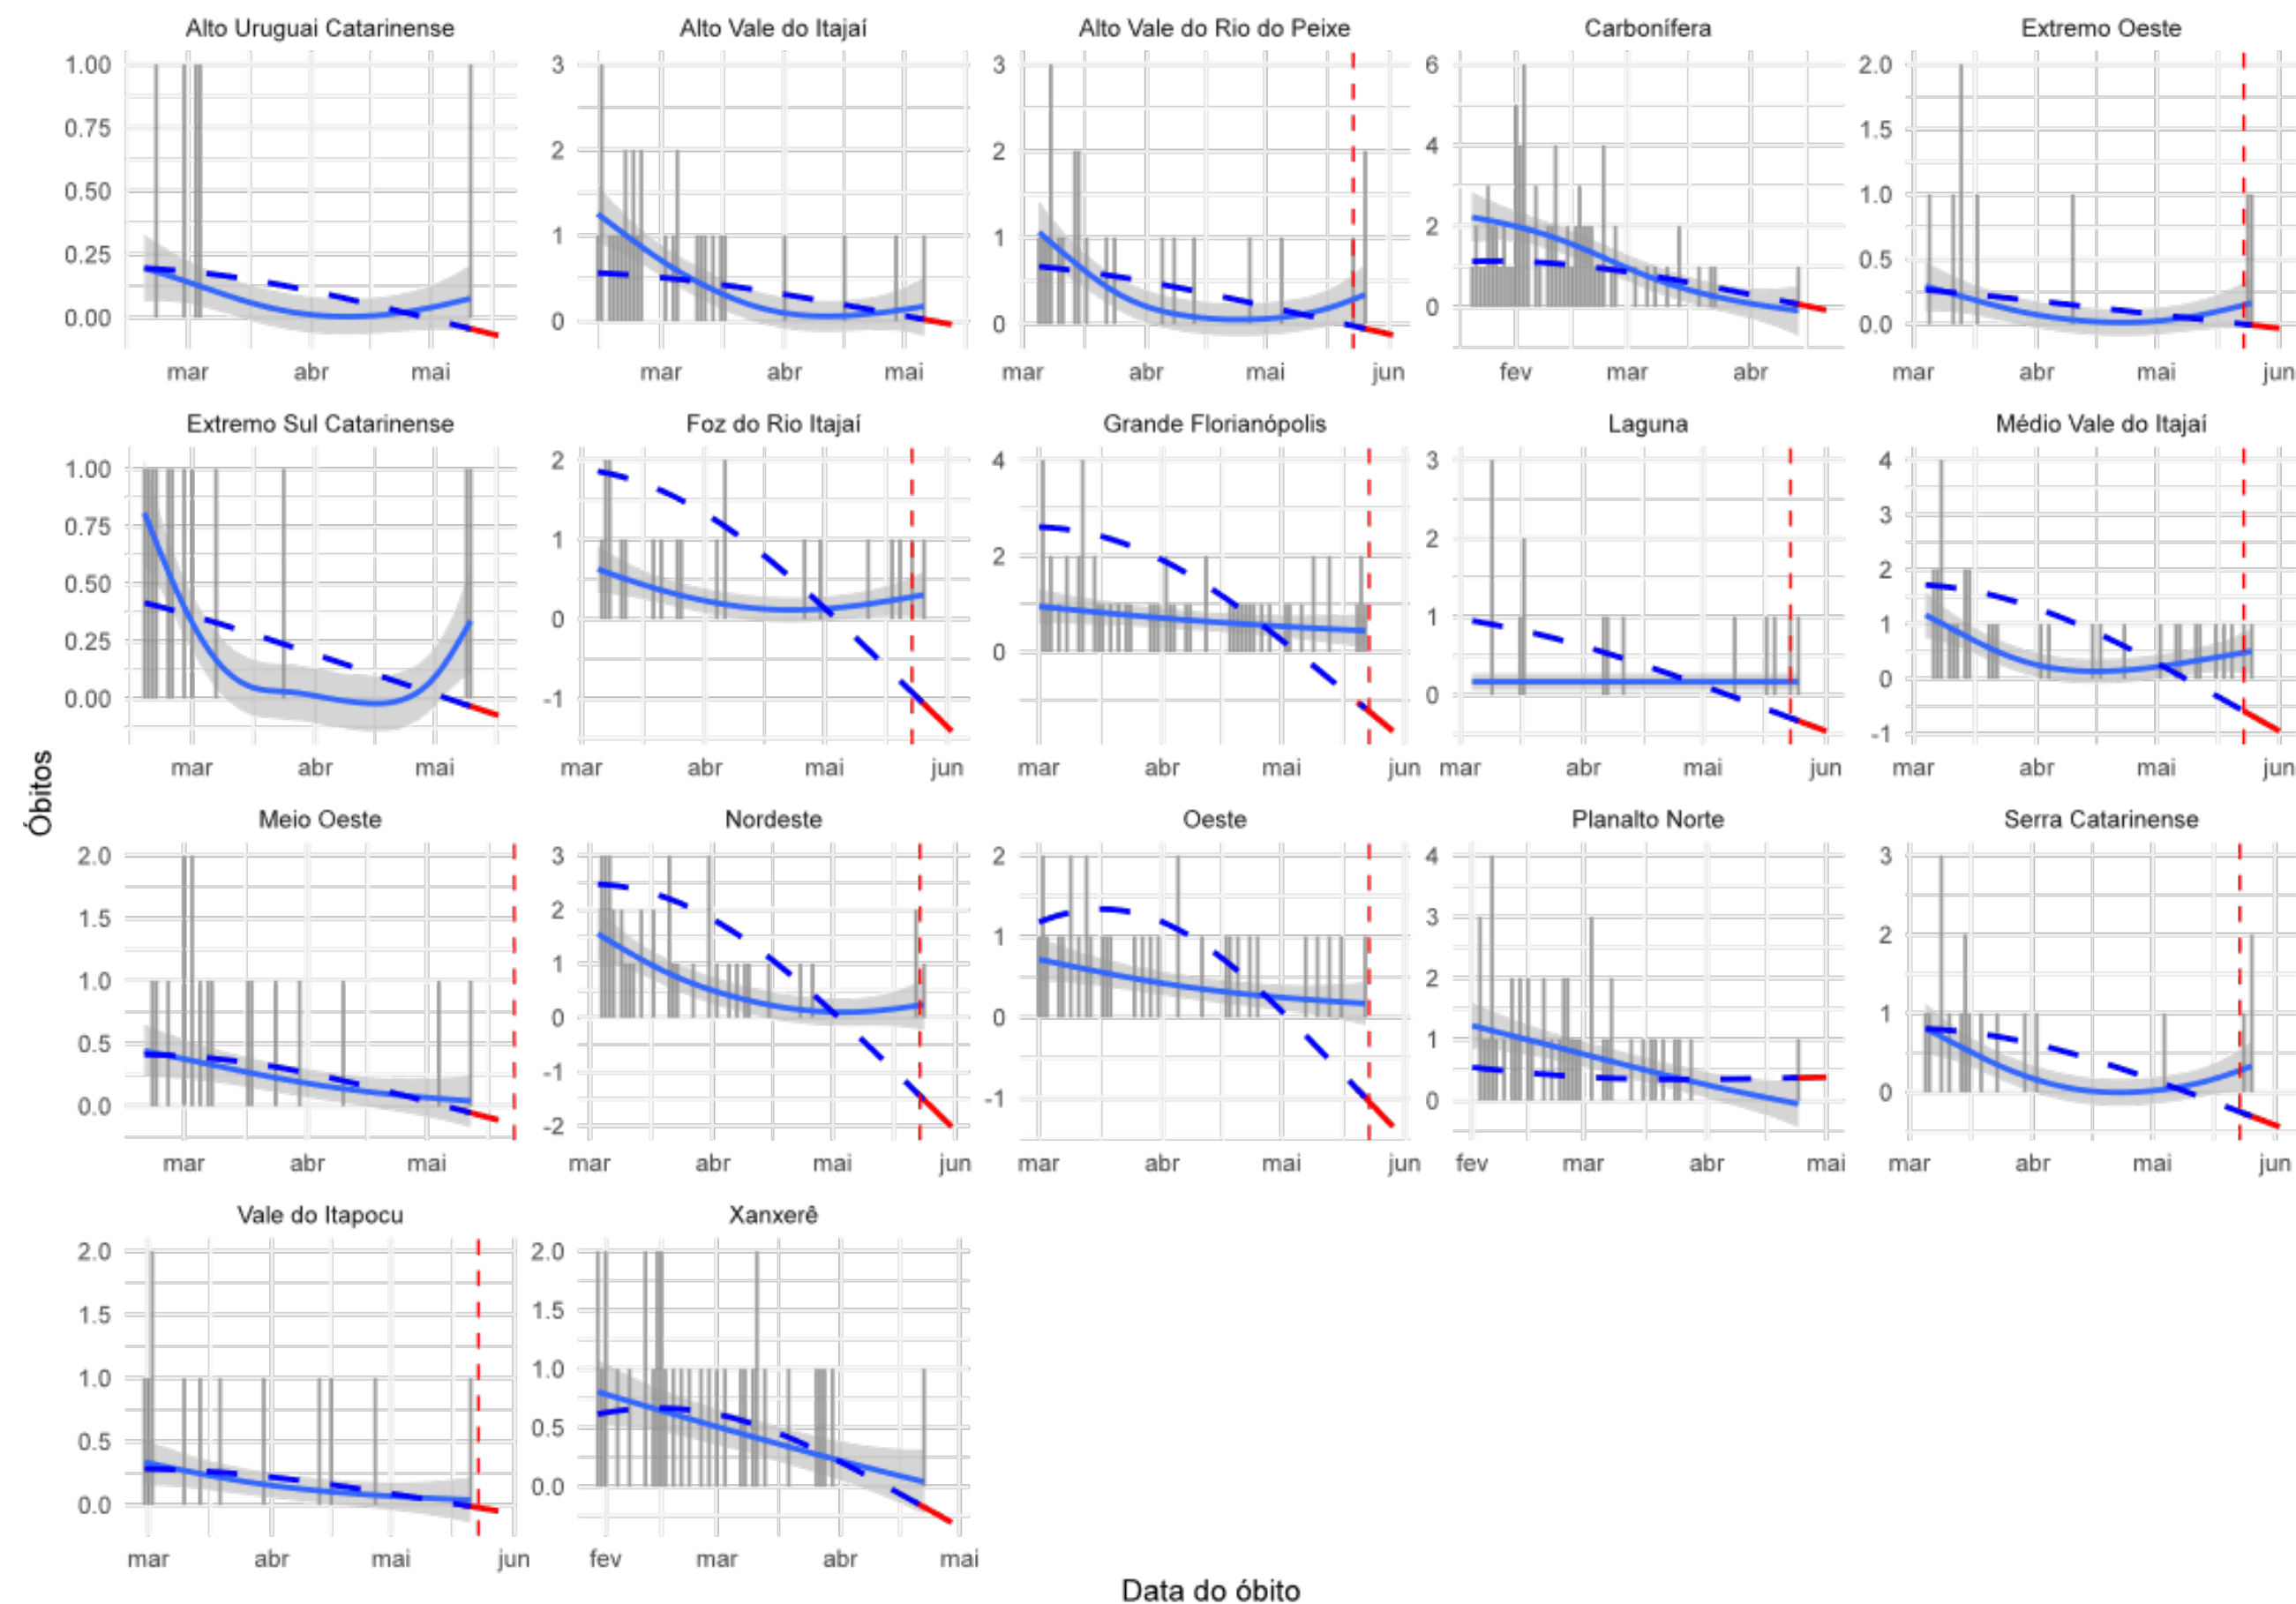 Alto Uruguai Catarinense Alto Vale do Itajaí Alto Vale do Rio do Peixe Carbonífera Extremo Oeste
1.00 3 3 6 2.0
0.75 1.5
2 2 4
0.50 1.0
1 1 2
0.25 0.5
0.00 0 0 0 0.0
mar abr mai mar abr mai mar abr mai jun fev mar abr mar abr mai jun
Extremo Sul Catarinense Foz do Rio Itajaí Grande Florianópolis Laguna Médio Vale do Itajaí
1.00 2 4 3 4
0.75 1 2 3
0.50 2 2
0.25 0 0 1 1
0.00 -1 0 0
-1
mar abr mai mar abr mai jun mar abr mai jun mar abr mai jun mar abr mai jun
Óbitos
Meio Oeste Nordeste Oeste Planalto Norte Serra Catarinense
2.0 3 2 4 3
1.5 2 3 2
1.0 1 1 2
0 0 1
0.5 -1 1
0.0 -2 -1 0 0
mar abr mai mar abr mai jun mar abr mai jun fev mar abr mai mar abr mai jun
Vale do Itapocu Xanxerê
2.0 2.0
1.5 1.5
1.0 1.0
0.5 0.5
0.0 0.0
mar abr mai jun fev mar abr mai
Data do óbito